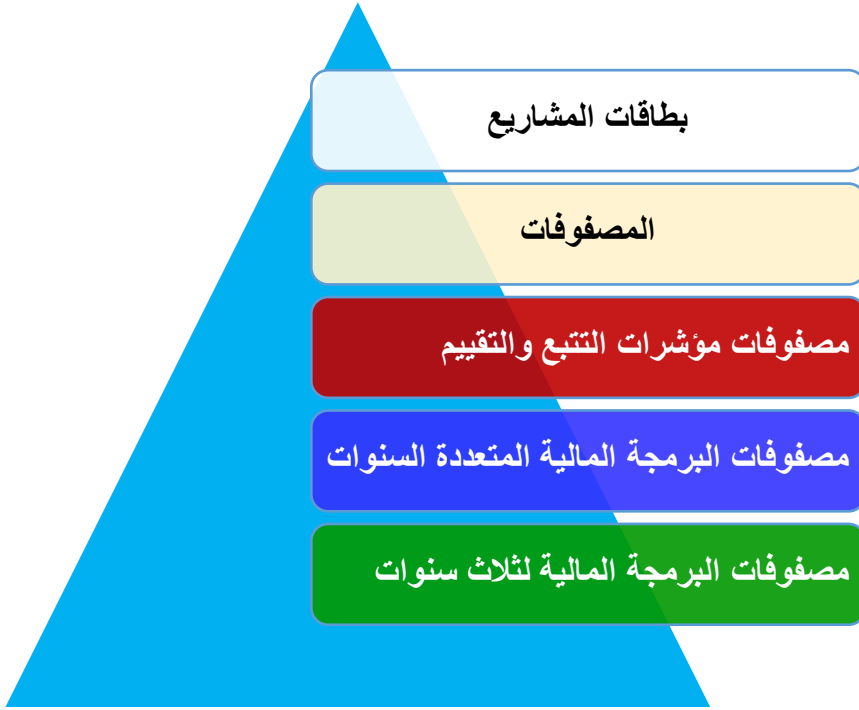 بطاقات المشاريع
المصفوفات
مصفوفات مؤشرات التتبع والتقييم
مصفوفات البرمجة المالية المتعددة السنوات
مصفوفات البرمجة المالية لثلاث سنوات